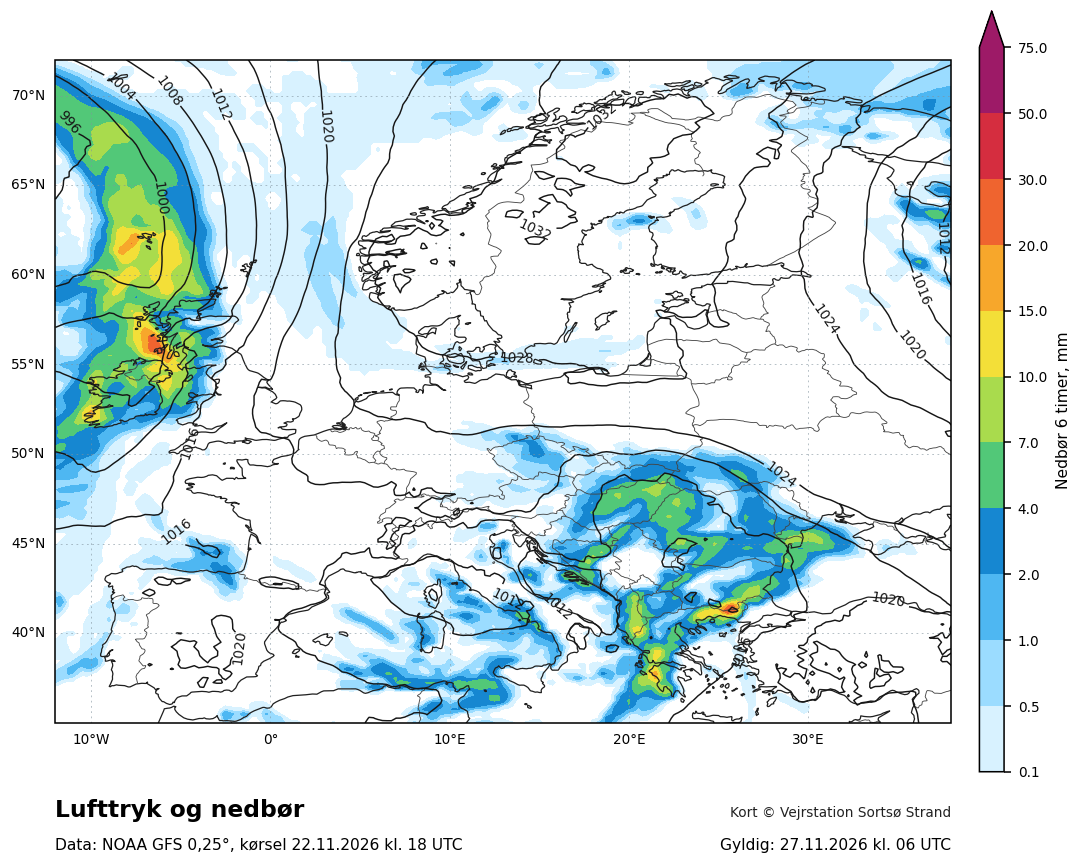 75.0
50.0
30.0
20.0
15.0
10.0
7.0
4.0
2.0
1.0
0.5
0.1
Nedbør 6 timer, mm
70°N
65°N
60°N
55°N
50°N
45°N
40°N
10°W
0°
10°E
20°E
30°E
996
1004
1008
1012
1020
1000
1032
1032
1028
1024
1012
1016
1020
1024
1016
1020
1012
1012
1020
Lufttryk og nedbør
Kort © Vejrstation Sortsø Strand
Data: NOAA GFS 0,25°, kørsel 22.11.2026 kl. 18 UTC
Gyldig: 27.11.2026 kl. 06 UTC